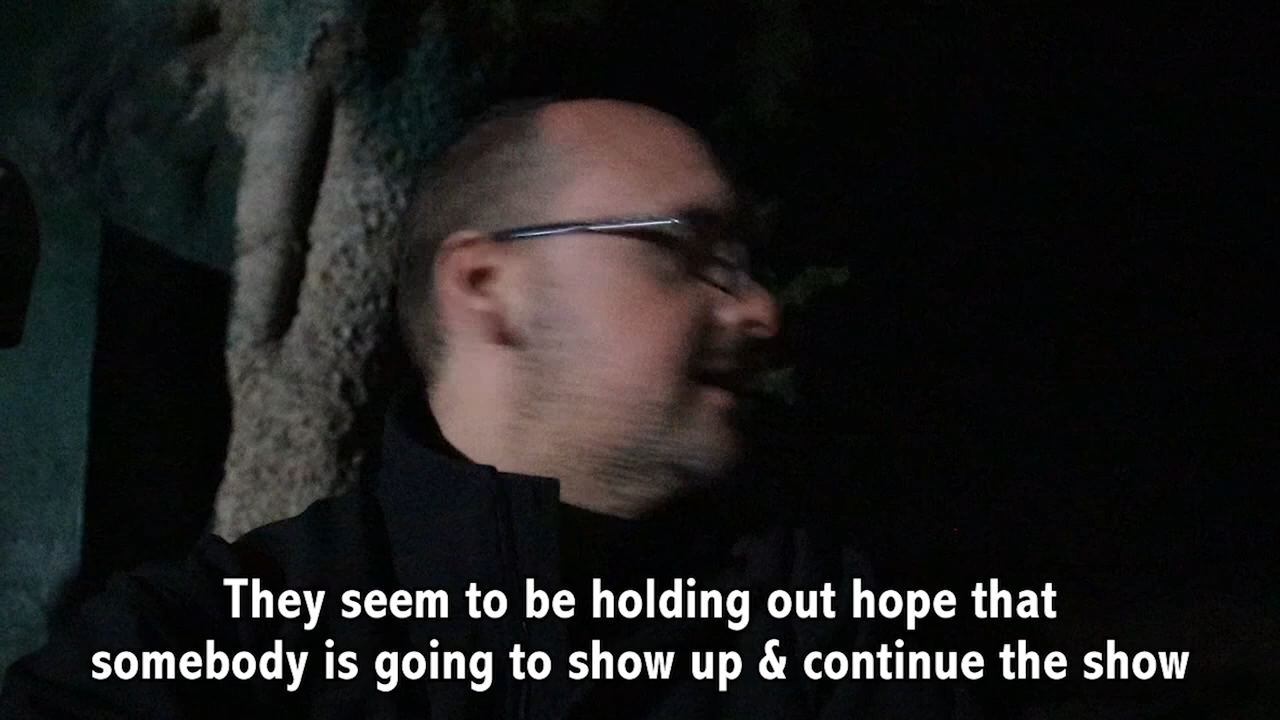 They seem to be holding out hope that
somebody is going to show up & continue the show